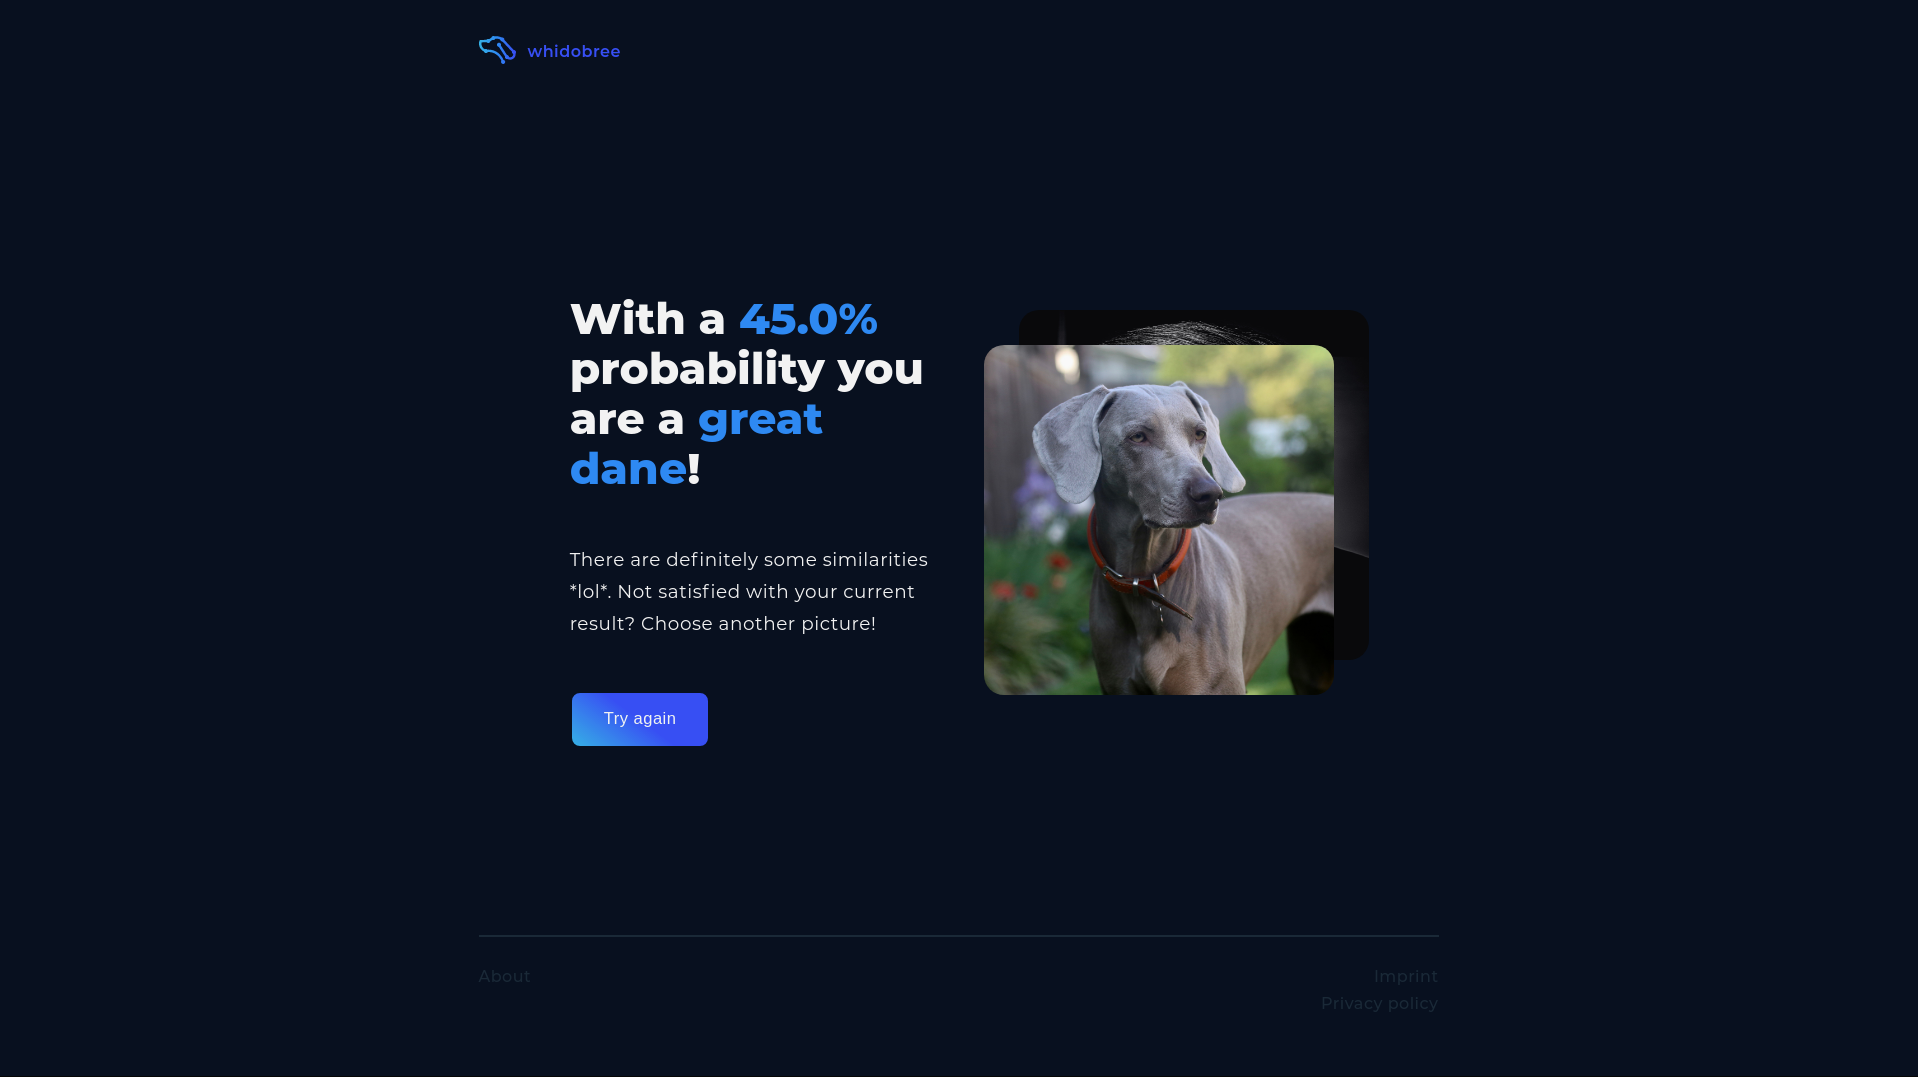 whidobree
With a 45.0%
probability you
are a great
dane!
There are definitely some similarities
*lol*. Not satisfied with your current
result? Choose another picture!
Try again
About
Imprint
Privacy policy